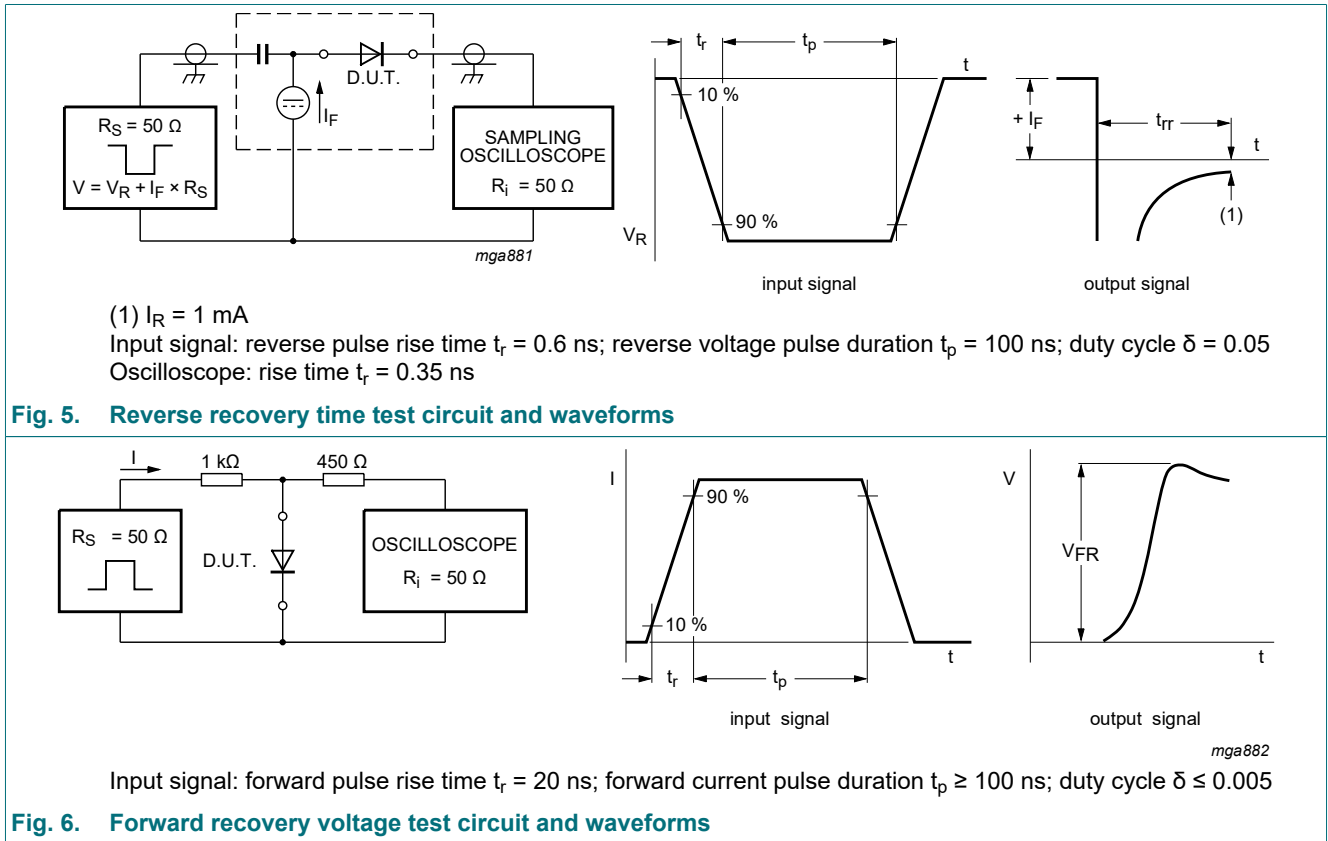 D.U.T.
I_F
R_S = 50 Ω
V = V_R + I_F × R_S
SAMPLING
OSCILLOSCOPE
R_i = 50 Ω
mga881
t_r
t_p
t
10 %
90 %
V_R
input signal
+ I_F
t_rr
t
(1)
output signal
(1) I_R = 1 mA
Input signal: reverse pulse rise time t_r = 0.6 ns; reverse voltage pulse duration t_p = 100 ns; duty cycle δ = 0.05
Oscilloscope: rise time t_r = 0.35 ns
Fig. 5. Reverse recovery time test circuit and waveforms
I
1 kΩ
450 Ω
R_S = 50 Ω
D.U.T.
OSCILLOSCOPE
R_i = 50 Ω
I
90 %
10 %
t
t_r
t_p
input signal
V
V_FR
t
output signal
mga882
Input signal: forward pulse rise time t_r = 20 ns; forward current pulse duration t_p ≥ 100 ns; duty cycle δ ≤ 0.005
Fig. 6. Forward recovery voltage test circuit and waveforms